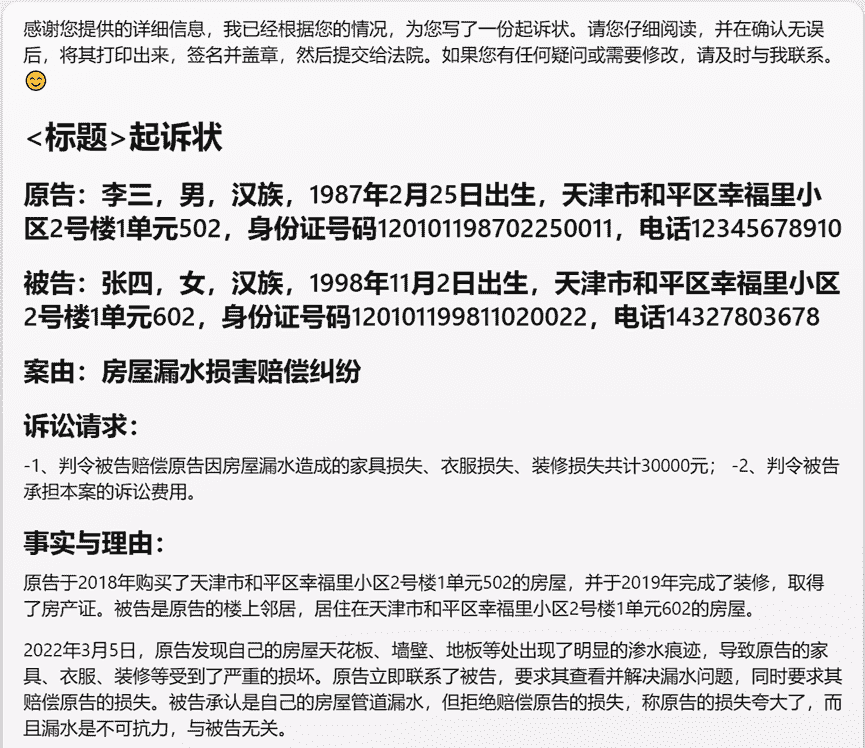 感谢您提供的详细信息，我已经根据您的情况，为您写了一份起诉状。请您仔细阅读，并在确认无误
后，将其打印出来，签名并盖章，然后提交给法院。如果您有任何疑问或需要修改，请及时与我联系。
😊
<标题>起诉状
原告：李三，男，汉族，1987年2月25日出生，天津市和平区幸福里小
区2号楼1单元502，身份证号码120101198702250011，电话12345678910
被告：张四，女，汉族，1998年11月2日出生，天津市和平区幸福里小区
2号楼1单元602，身份证号码120101199811020022，电话14327803678
案由：房屋漏水损害赔偿纠纷
诉讼请求：
-1、判令被告赔偿原告因房屋漏水造成的家具损失、衣服损失、装修损失共计30000元； -2、判令被告
承担本案的诉讼费用。
事实与理由：
原告于2018年购买了天津市和平区幸福里小区2号楼1单元502的房屋，并于2019年完成了装修，取得
了房产证。被告是原告的楼上邻居，居住在天津市和平区幸福里小区2号楼1单元602的房屋。
2022年3月5日，原告发现自己的房屋天花板、墙壁、地板等处出现了明显的渗水痕迹，导致原告的家
具、衣服、装修等受到了严重的损坏。原告立即联系了被告，要求其查看并解决漏水问题，同时要求其
赔偿原告的损失。被告承认是自己的房屋管道漏水，但拒绝赔偿原告的损失，称原告的损失夸大了，而
且漏水是不可抗力，与被告无关。